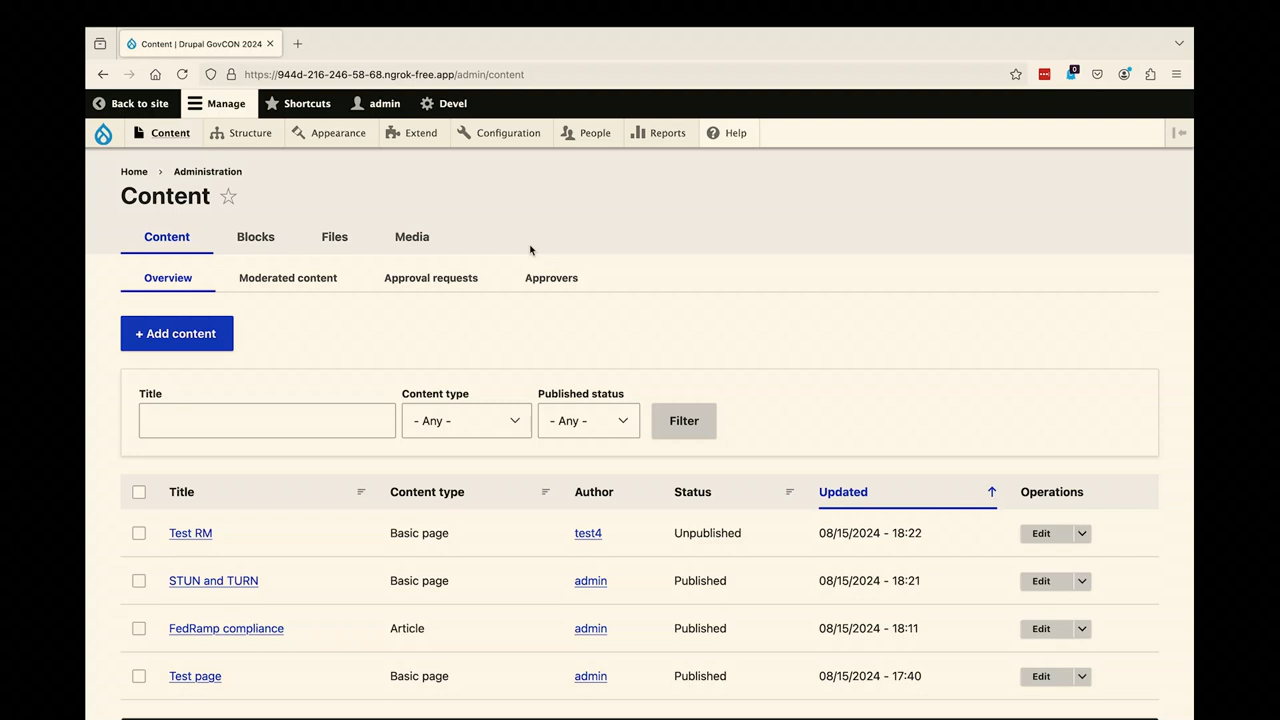 Content | Drupal GovCON 2024
https://944d-216-246-58-68.ngrok-free.app/admin/content
0
Back to site Manage Shortcuts admin Devel
Content Structure Appearance Extend Configuration People Reports Help
Home > Administration
Content
Content Blocks Files Media
Overview Moderated content Approval requests Approvers
+ Add content
Title Content type Published status
- Any - - Any - Filter
Title Content type Author Status Updated Operations
Test RM Basic page test4 Unpublished 08/15/2024 - 18:22 Edit
STUN and TURN Basic page admin Published 08/15/2024 - 18:21 Edit
FedRamp compliance Article admin Published 08/15/2024 - 18:11 Edit
Test page Basic page admin Published 08/15/2024 - 17:40 Edit